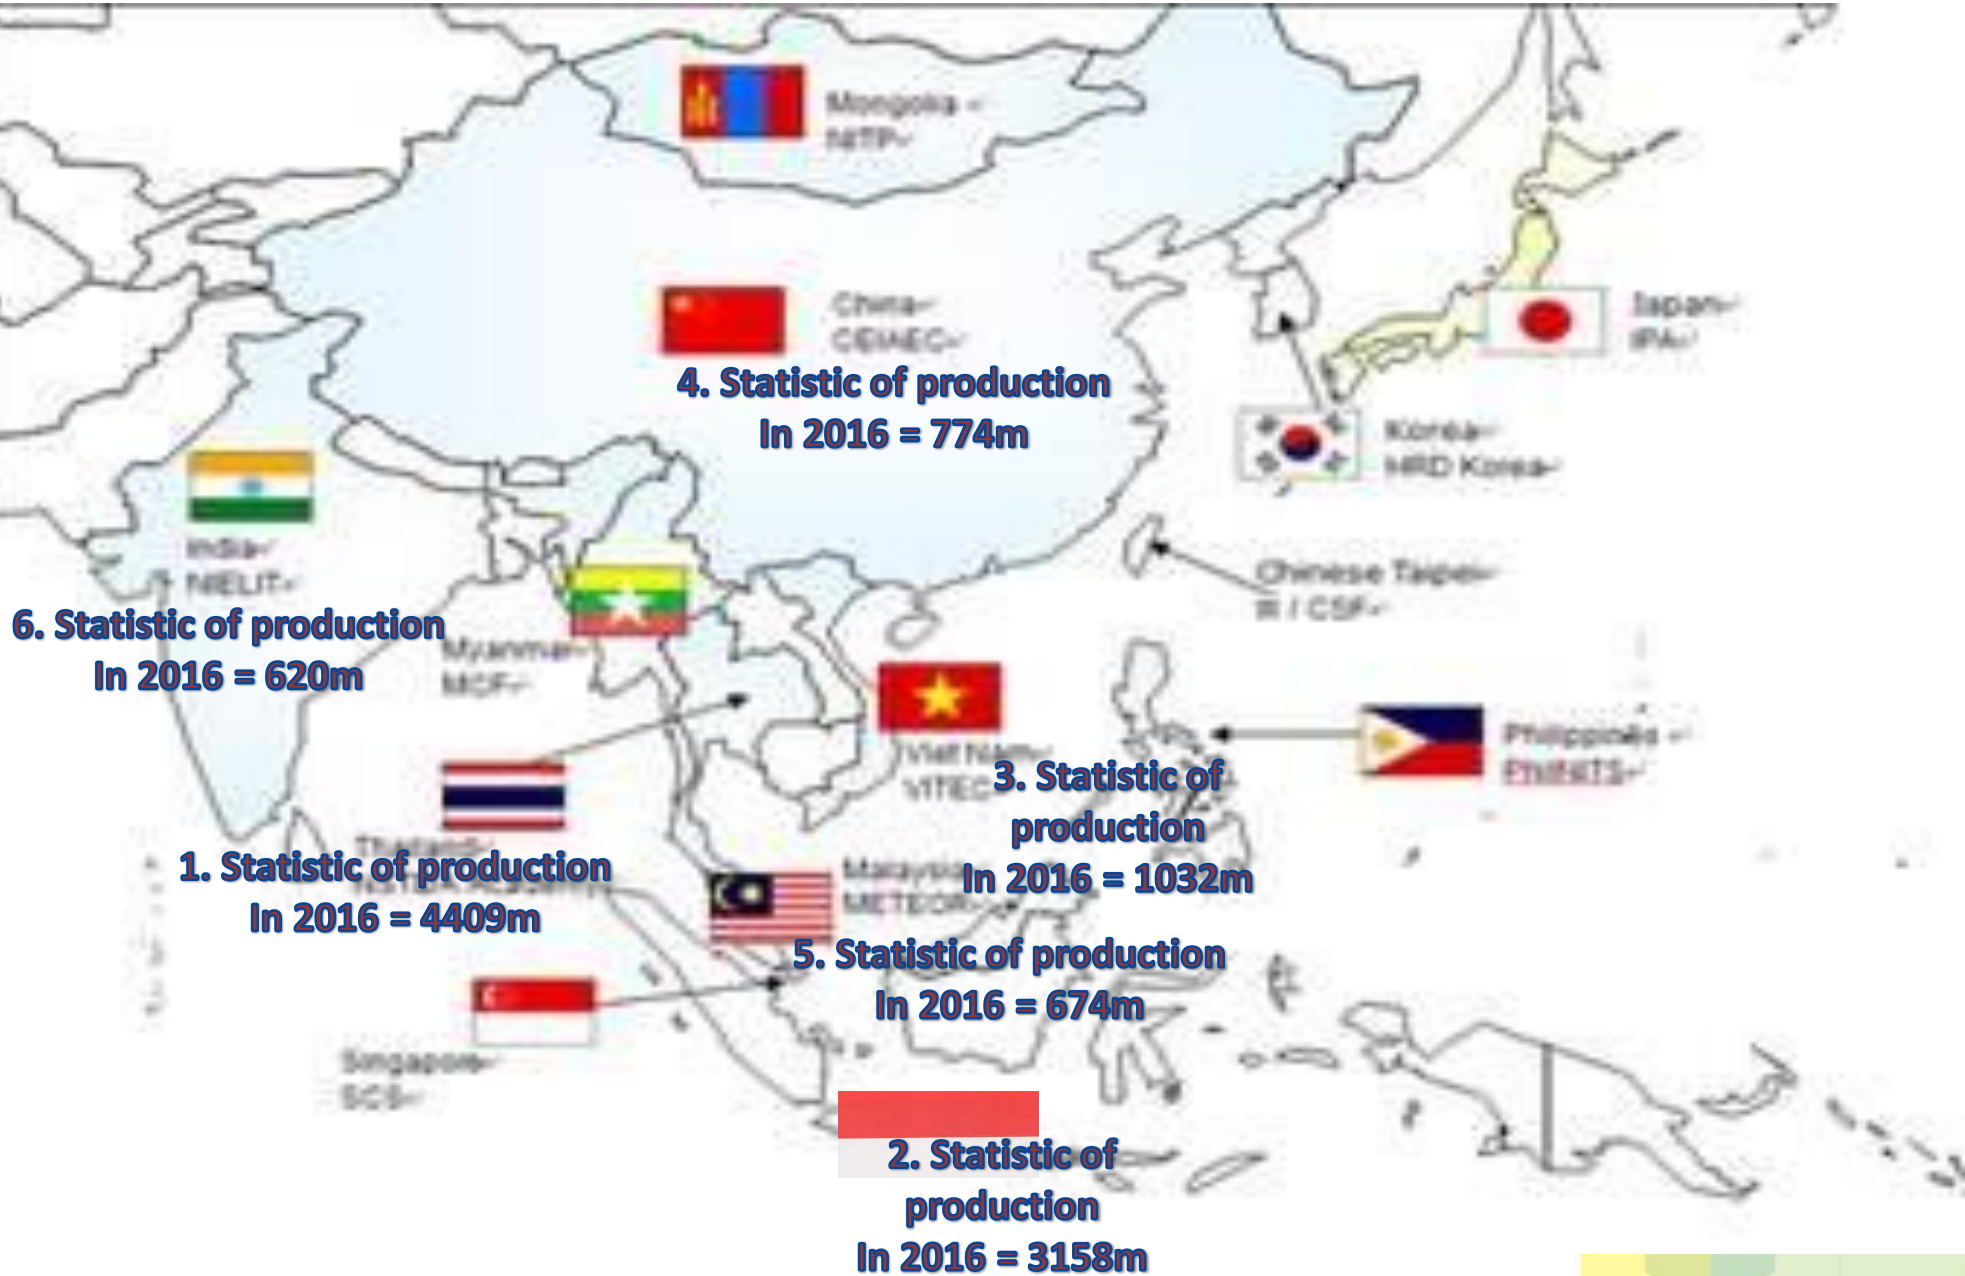 Mongolia
NITP
China
CEIAEC
4. Statistic of production
In 2016 = 774m
Japan
IPA
Korea
HRD Korea
India
NIELIT
6. Statistic of production
In 2016 = 620m
Chinese Taipei
III / CSF
Myanmar
MCF
Viet Nam
VITEC
Philippines
PhilNITS
3. Statistic of
production
In 2016 = 1032m
Thailand
1. Statistic of production
In 2016 = 4409m
Malaysia
METEOR
5. Statistic of production
In 2016 = 674m
Singapore
SCS
2. Statistic of
production
In 2016 = 3158m